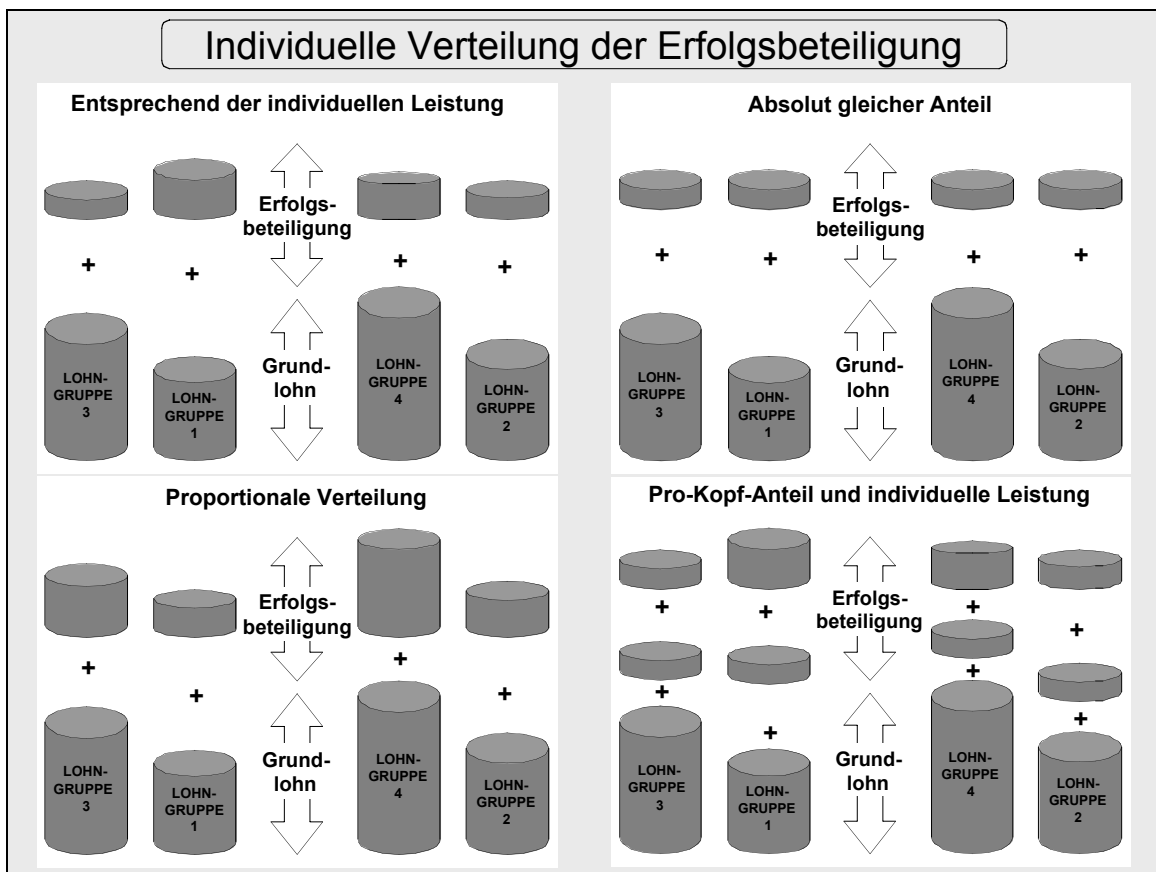 Individuelle Verteilung der Erfolgsbeteiligung
Entsprechend der individuellen Leistung
Erfolgs-
beteiligung
+
+
+
+
Grund-
lohn
LOHN-
GRUPPE
3
LOHN-
GRUPPE
1
LOHN-
GRUPPE
4
LOHN-
GRUPPE
2
Absolut gleicher Anteil
Erfolgs-
beteiligung
+
+
+
+
Grund-
lohn
LOHN-
GRUPPE
3
LOHN-
GRUPPE
1
LOHN-
GRUPPE
4
LOHN-
GRUPPE
2
Proportionale Verteilung
Erfolgs-
beteiligung
+
+
+
+
Grund-
lohn
LOHN-
GRUPPE
3
LOHN-
GRUPPE
1
LOHN-
GRUPPE
4
LOHN-
GRUPPE
2
Pro-Kopf-Anteil und individuelle Leistung
Erfolgs-
beteiligung
+
+
+
+
+
+
+
+
Grund-
lohn
LOHN-
GRUPPE
3
LOHN-
GRUPPE
1
LOHN-
GRUPPE
4
LOHN-
GRUPPE
2